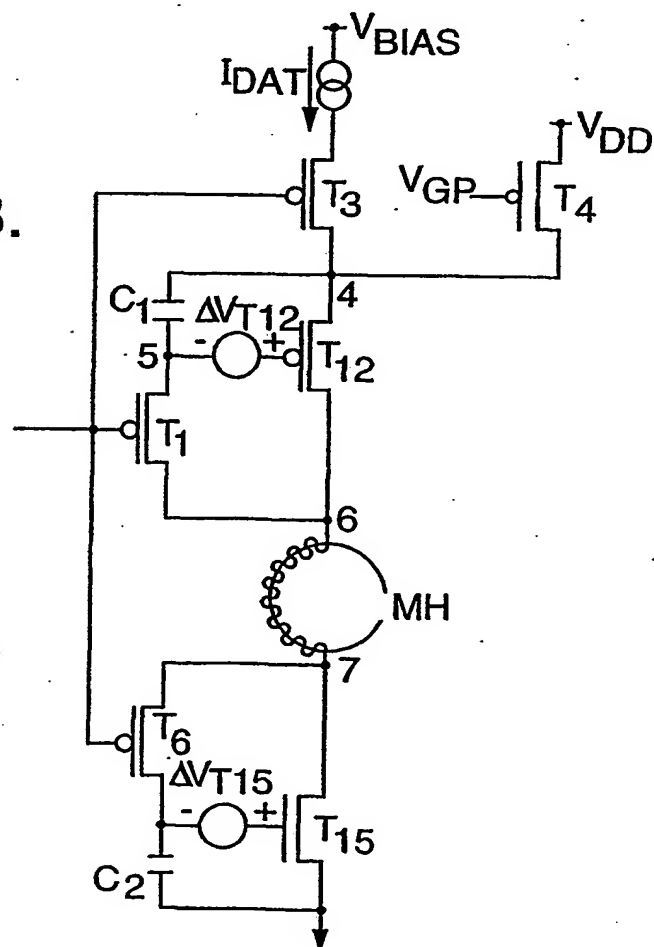 V_BIAS
I_DAT
V_DD
V_GP
T_3
T_4
3.
C_1
4
ΔV_T12
- +
5
T_12
T_1
6
MH
7
T_6
ΔV_T15
- +
T_15
C_2